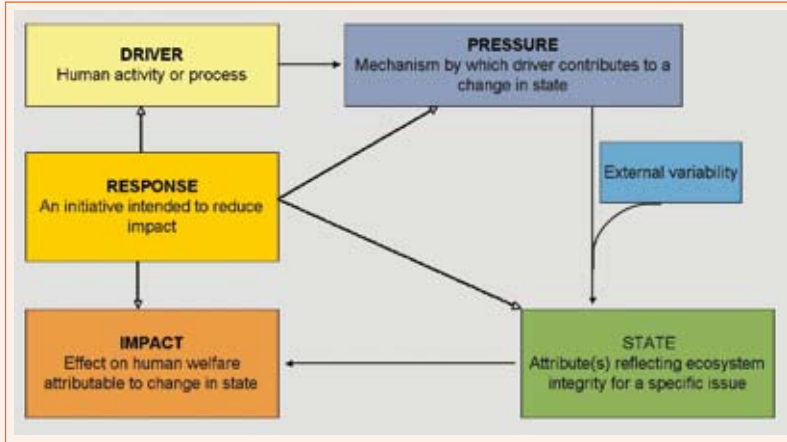 DRIVER
Human activity or process
PRESSURE
Mechanism by which driver contributes to a
change in state
External variability
RESPONSE
An initiative intended to reduce
impact
IMPACT
Effect on human welfare
attributable to change in state
STATE
Attribute(s) reflecting ecosystem
integrity for a specific issue